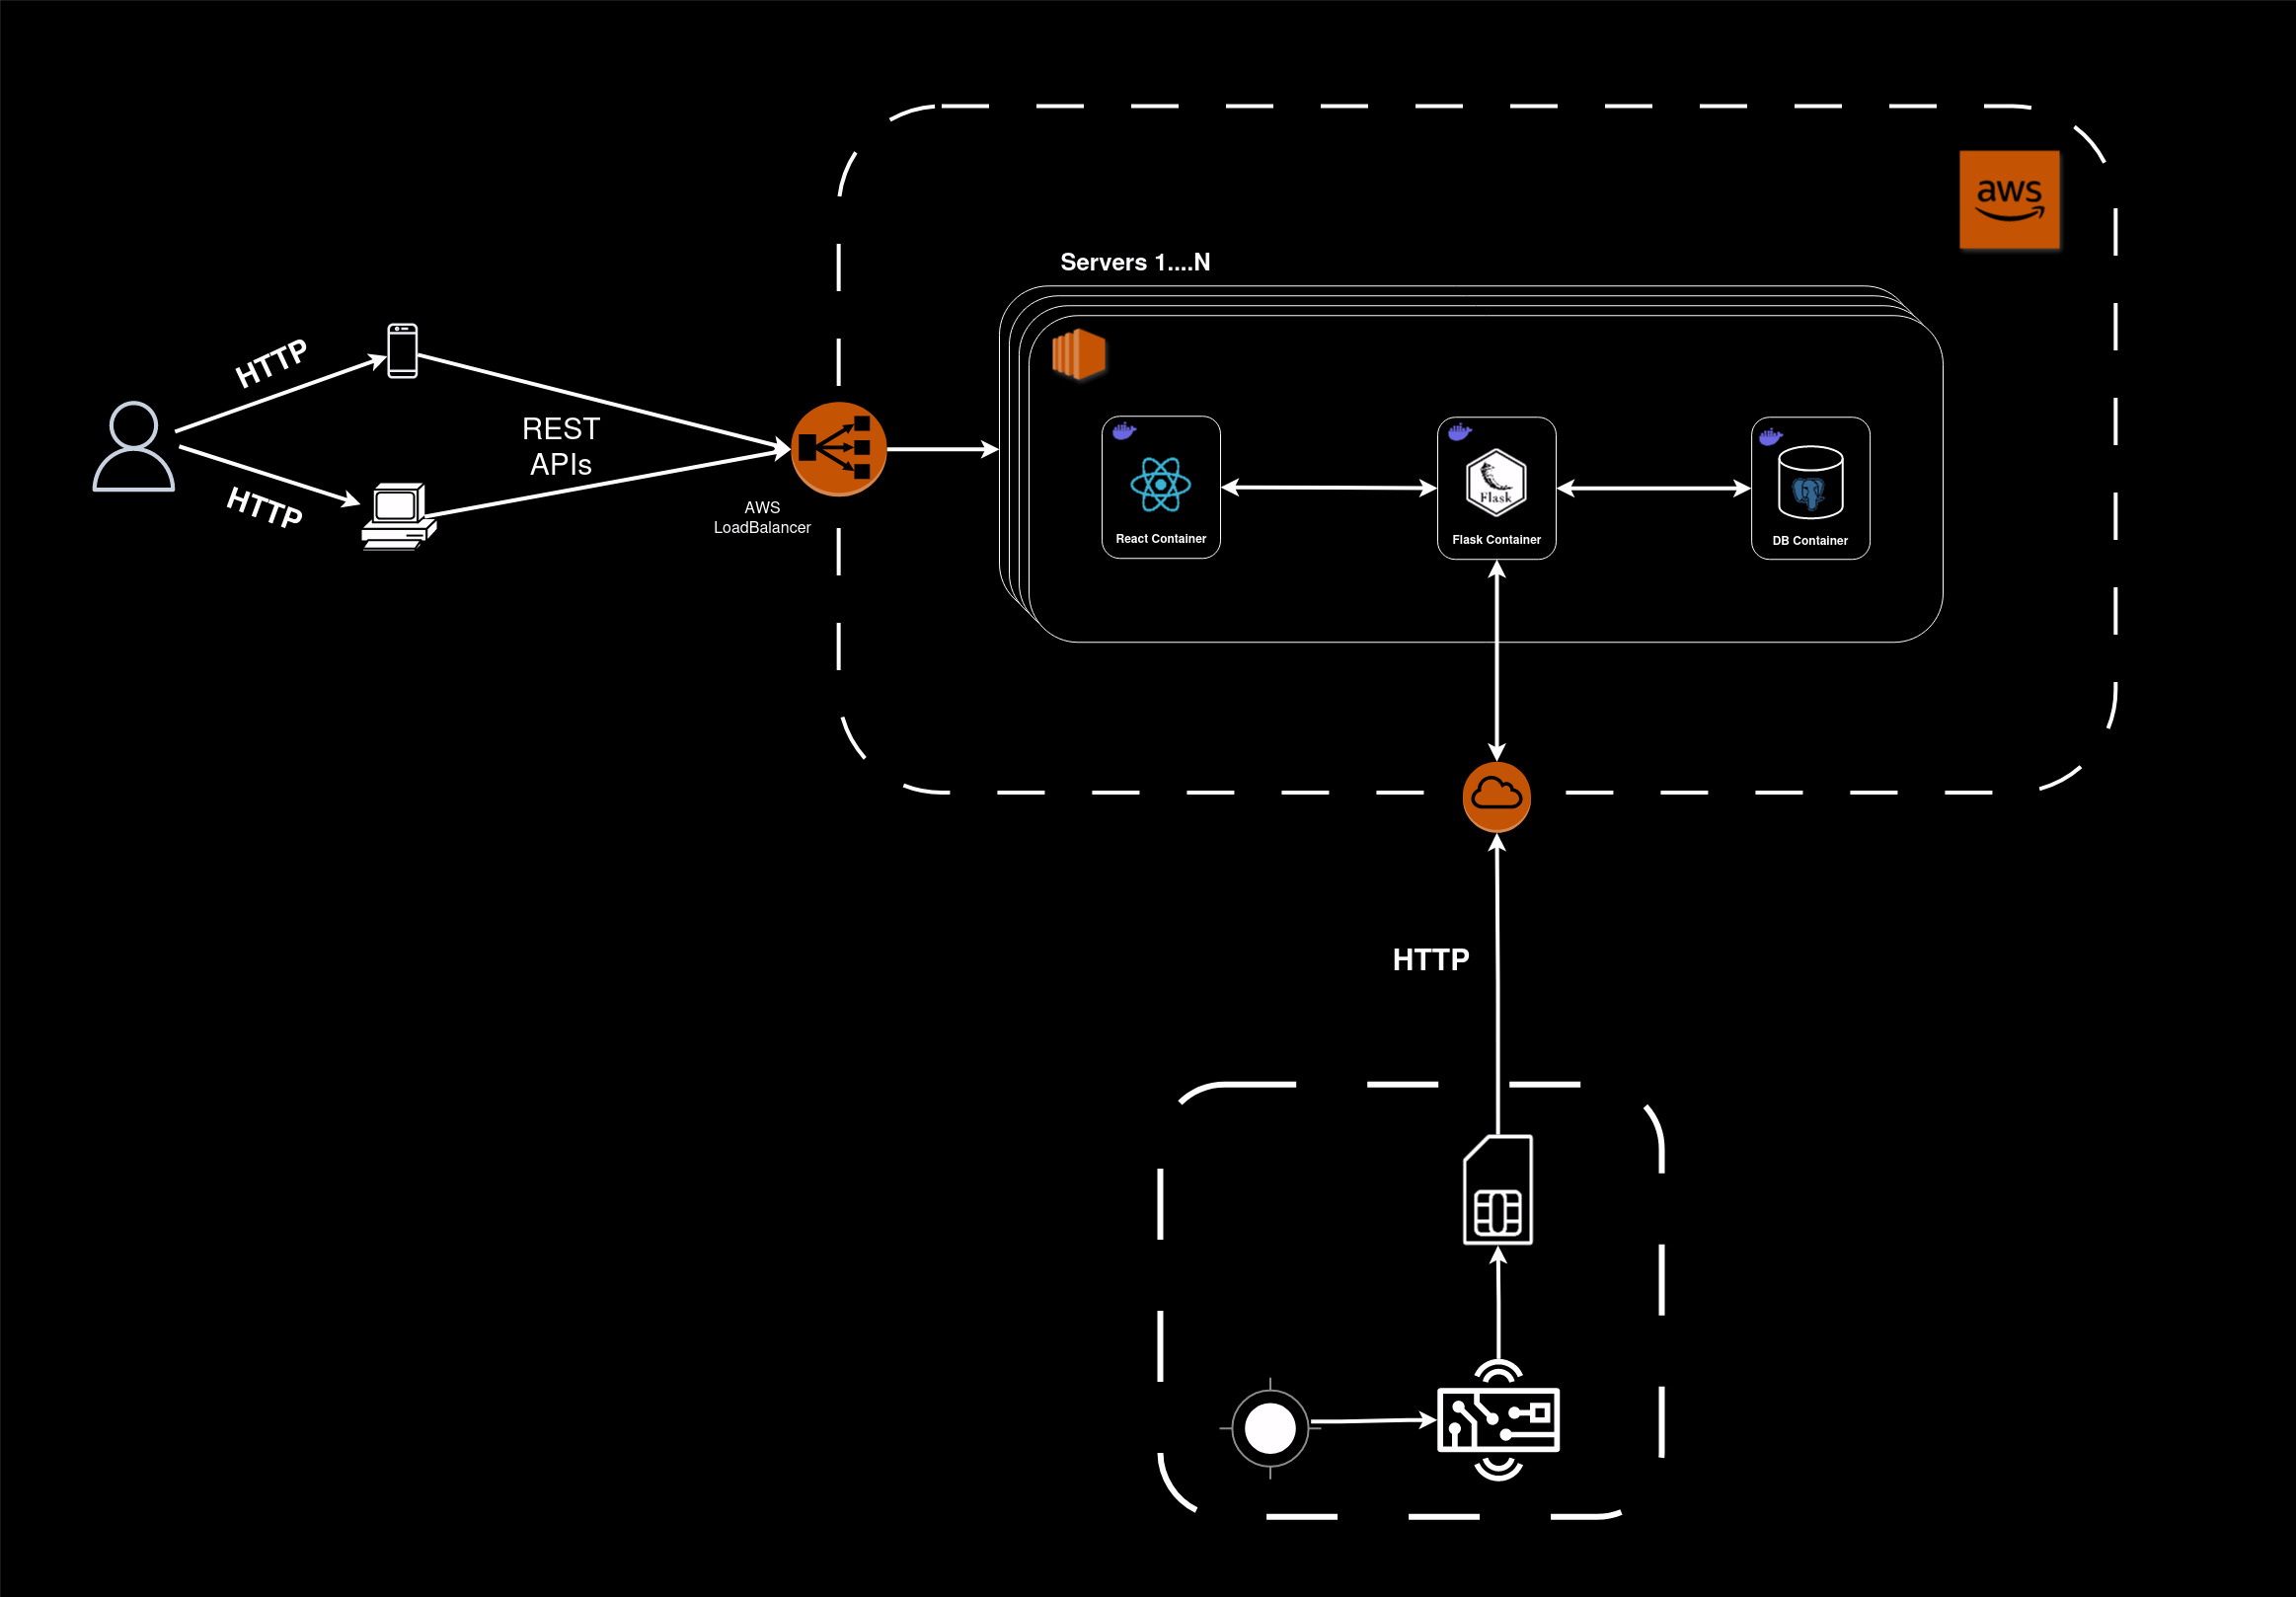 aws
Servers 1....N
HTTP
REST
APIs
HTTP
AWS
LoadBalancer
React Container
Flask
Flask Container
DB Container
HTTP